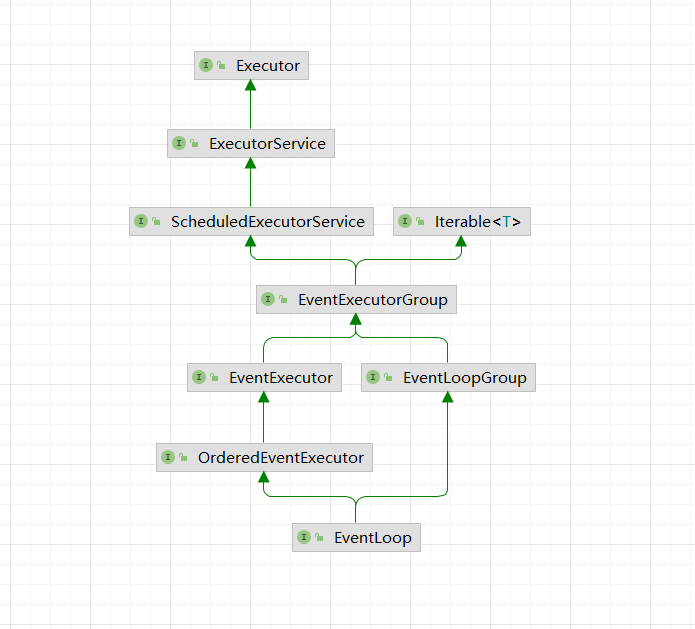 Executor
ExecutorService
ScheduledExecutorService
Iterable<T>
EventExecutorGroup
EventExecutor
EventLoopGroup
OrderedEventExecutor
EventLoop